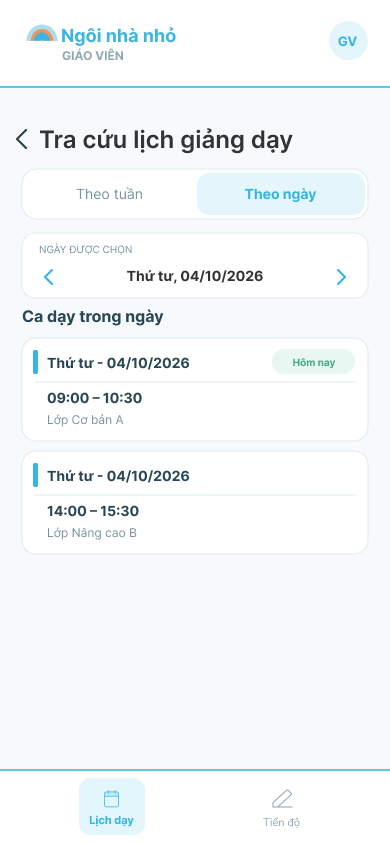 Ngôi nhà nhỏ
GIÁO VIÊN
GV
Tra cứu lịch giảng dạy
Theo tuần
Theo ngày
NGÀY ĐƯỢC CHỌN
Thứ tư, 04/10/2026
Ca dạy trong ngày
Thứ tư - 04/10/2026
Hôm nay
09:00 – 10:30
Lớp Cơ bản A
Thứ tư - 04/10/2026
14:00 – 15:30
Lớp Nâng cao B
Lịch dạy
Tiến độ